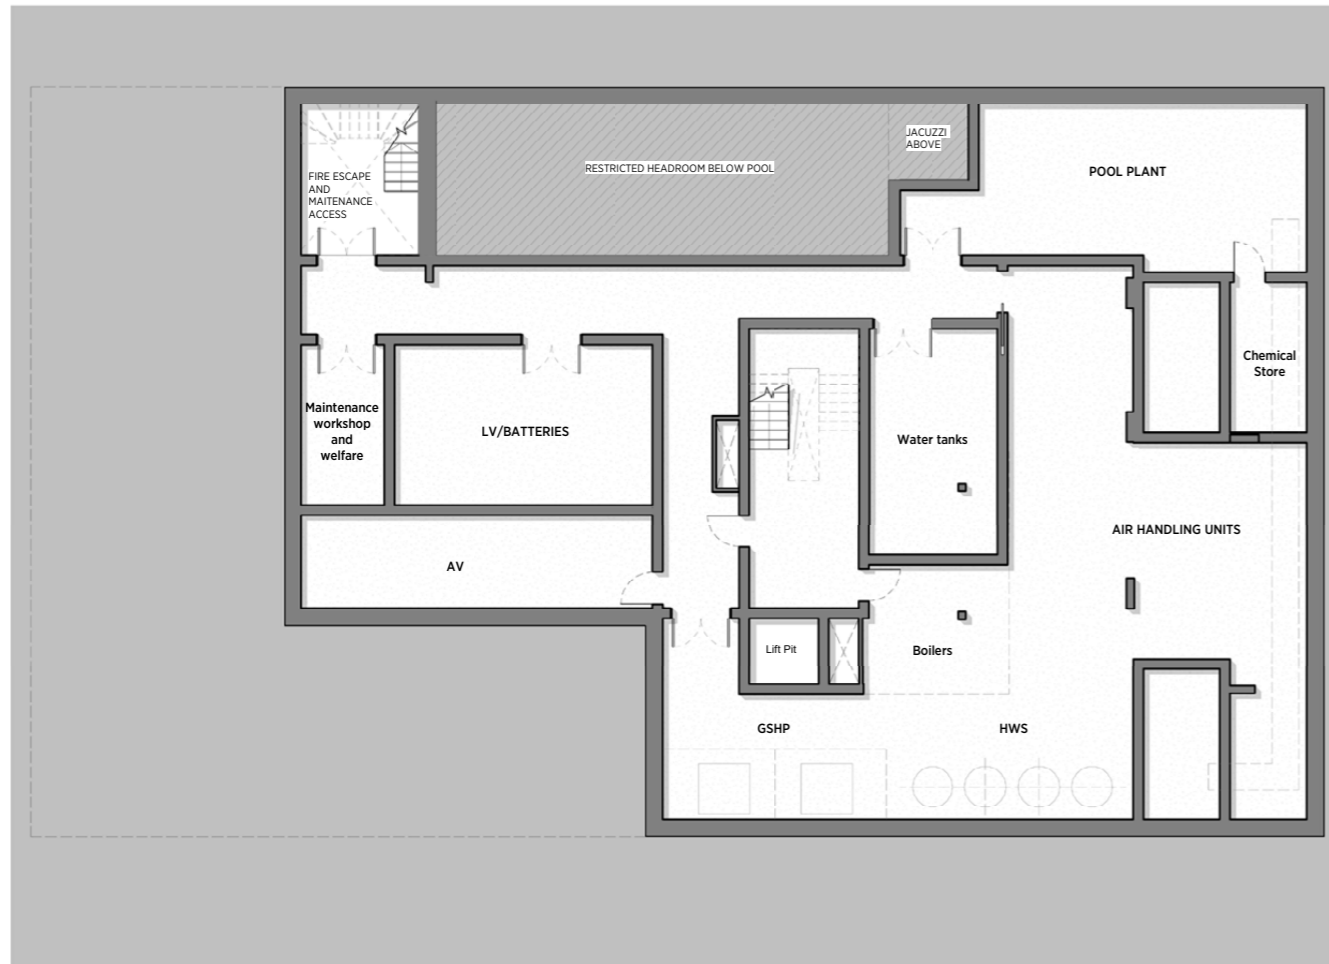 JACUZZI
ABOVE
RESTRICTED HEADROOM BELOW POOL
POOL PLANT
FIRE ESCAPE
AND
MAITENANCE
ACCESS
Chemical
Store
Maintenance
workshop
and
welfare
LV/BATTERIES
Water tanks
AIR HANDLING UNITS
AV
Lift Pit
Boilers
GSHP
HWS